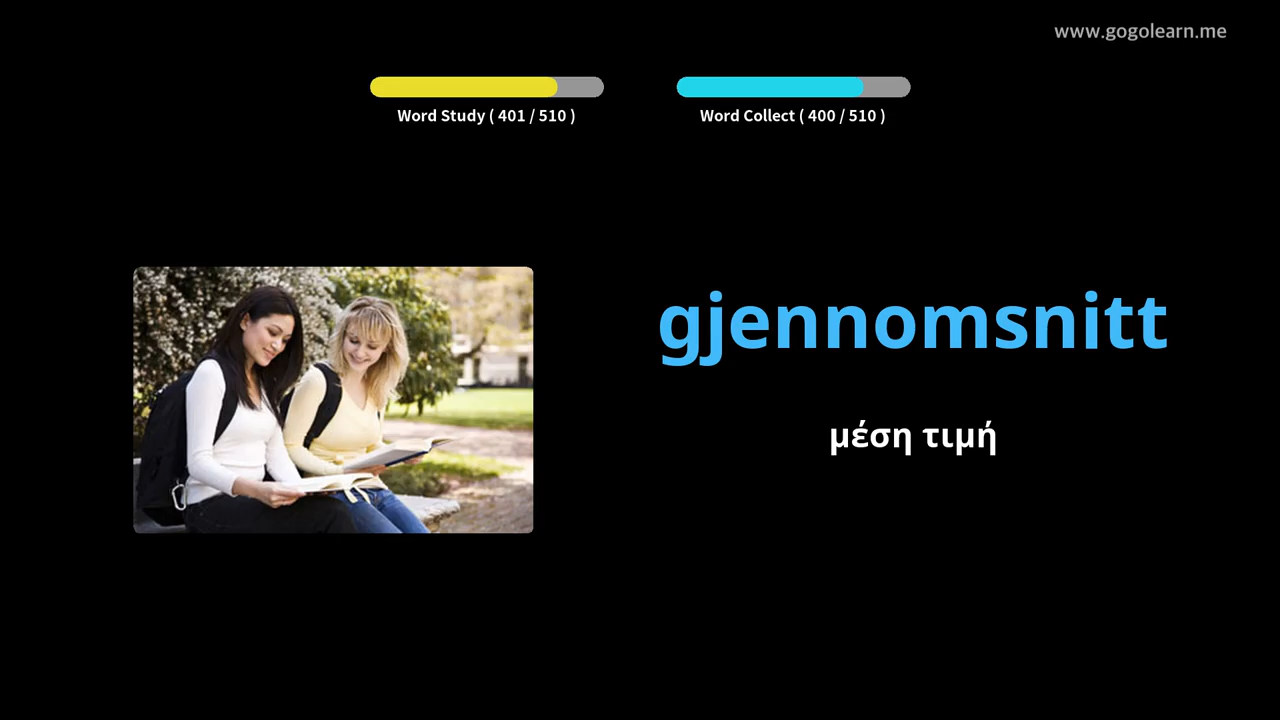 www.gogolearn.me
Word Study ( 401 / 510 )
Word Collect ( 400 / 510 )
gjennomsnitt
μέση τιμή